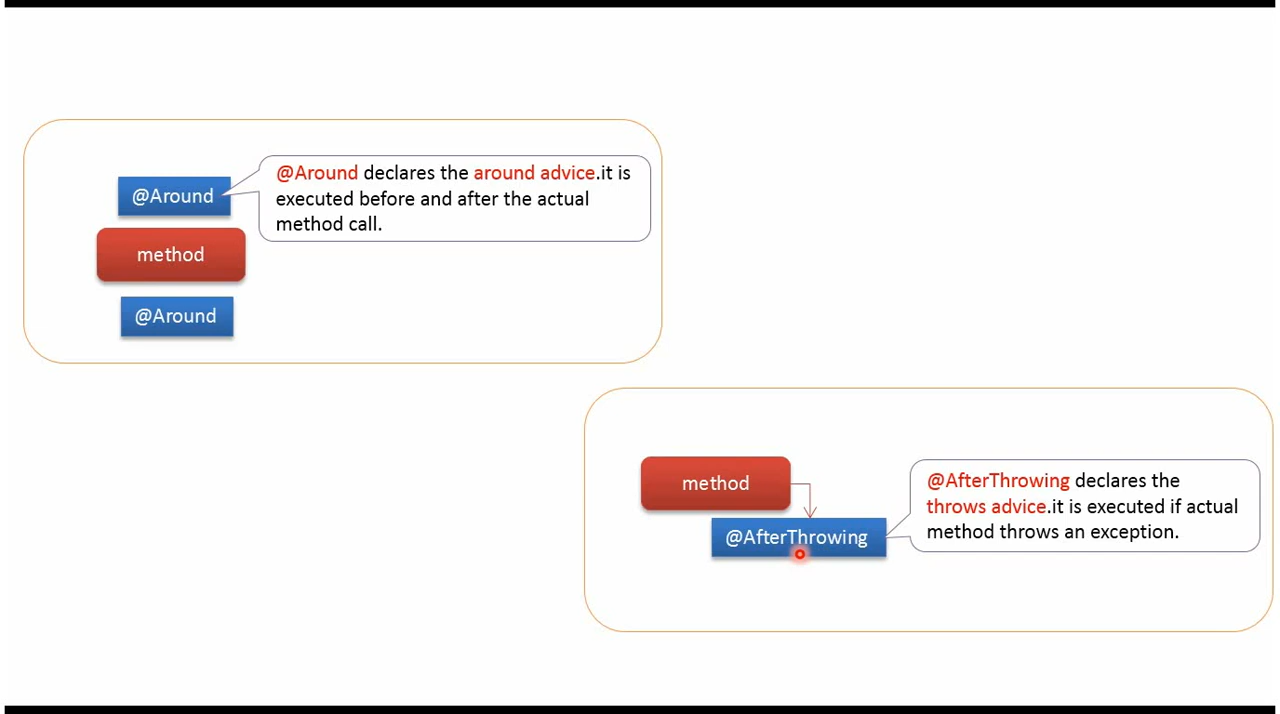 @Around
@Around declares the around advice.it is
executed before and after the actual
method call.
method
@Around
method
@AfterThrowing
@AfterThrowing declares the
throws advice.it is executed if actual
method throws an exception.